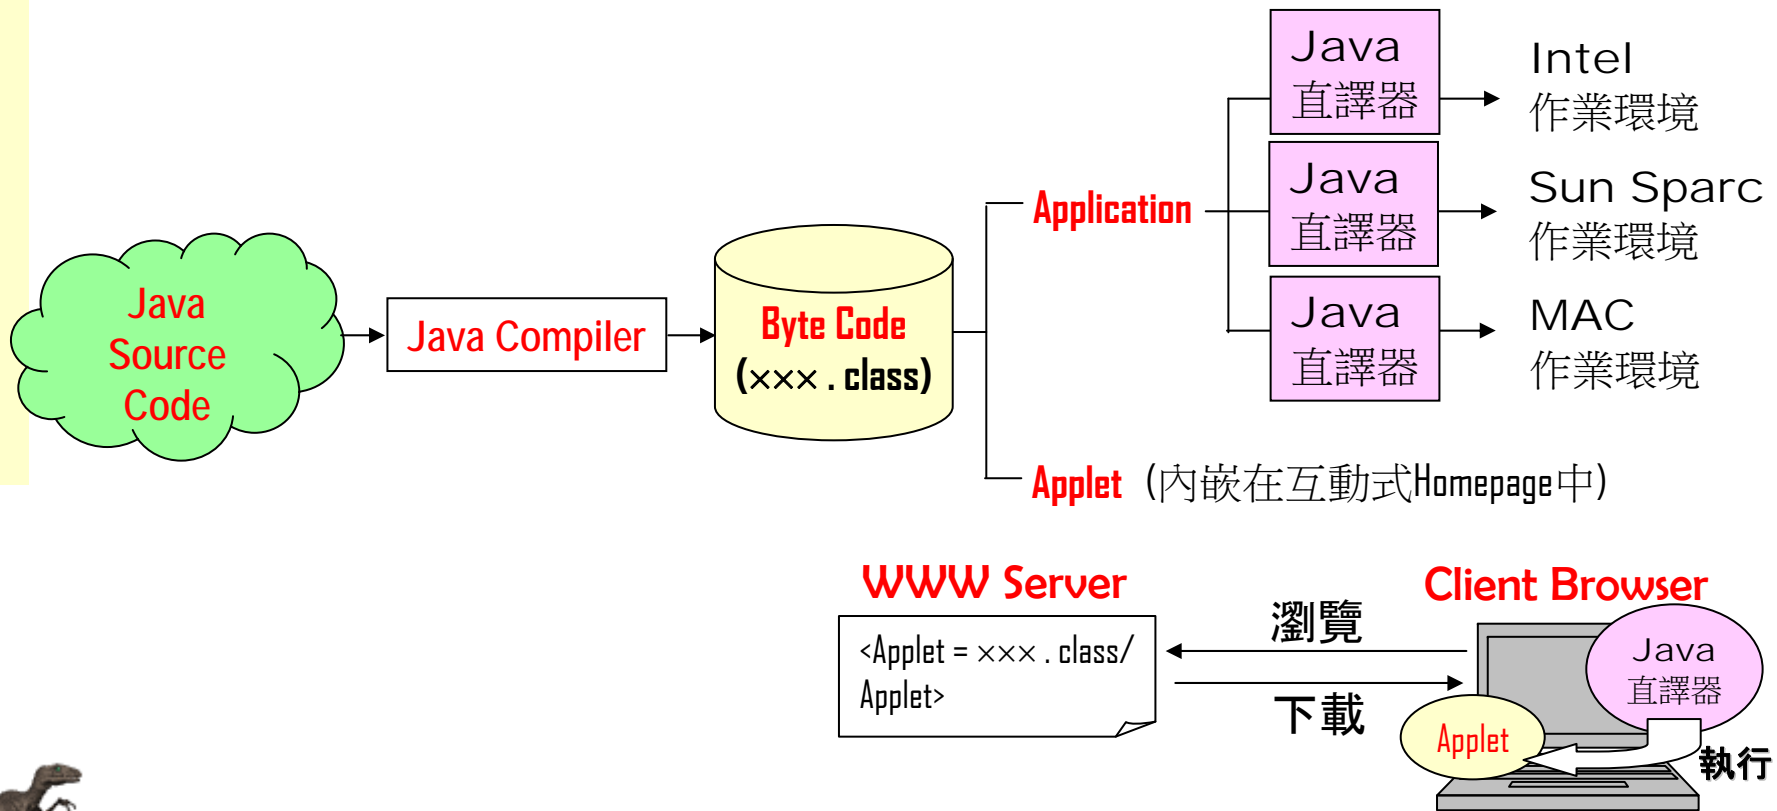 Java
Source
Code
Java Compiler
Byte Code
(××× . class)
Application
Java
直譯器
Intel
作業環境
Java
直譯器
Sun Sparc
作業環境
Java
直譯器
MAC
作業環境
Applet (內嵌在互動式Homepage中)
WWW Server
<Applet = ××× . class/
Applet>
瀏覽
下載
Client Browser
Java
直譯器
Applet
執行